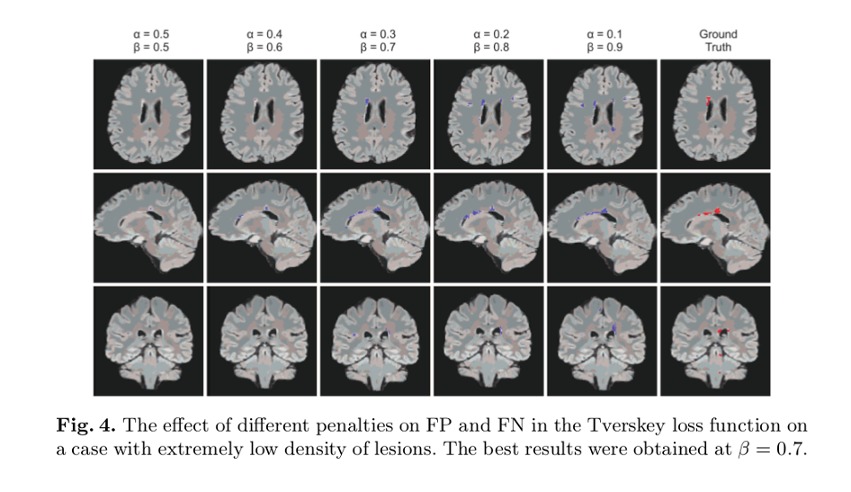 α = 0.5 α = 0.4 α = 0.3 α = 0.2 α = 0.1 Ground
β = 0.5 β = 0.6 β = 0.7 β = 0.8 β = 0.9 Truth
Fig. 4. The effect of different penalties on FP and FN in the Tverskey loss function on
a case with extremely low density of lesions. The best results were obtained at β = 0.7.